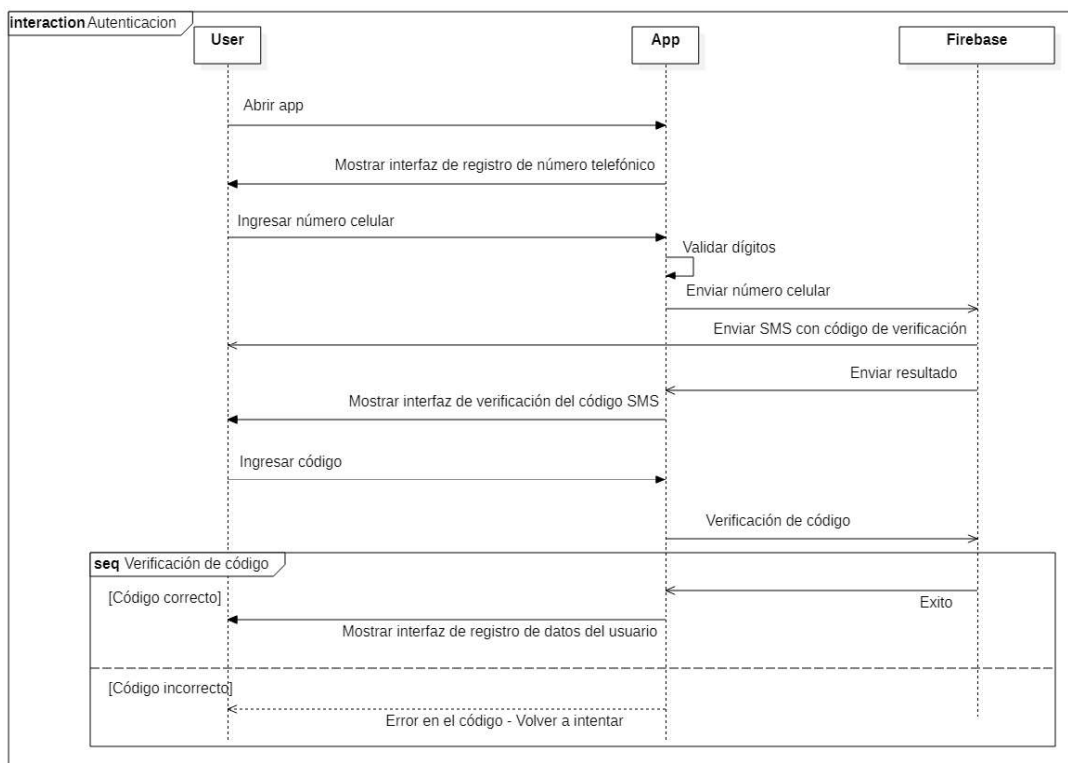 interaction Autenticacion
User
App
Firebase
Abrir app
Mostrar interfaz de registro de número telefónico
Ingresar número celular
Validar dígitos
Enviar número celular
Enviar SMS con código de verificación
Enviar resultado
Mostrar interfaz de verificación del código SMS
Ingresar código
Verificación de código
seq Verificación de código
[Código correcto]
Exito
Mostrar interfaz de registro de datos del usuario
[Código incorrecto]
Error en el código - Volver a intentar